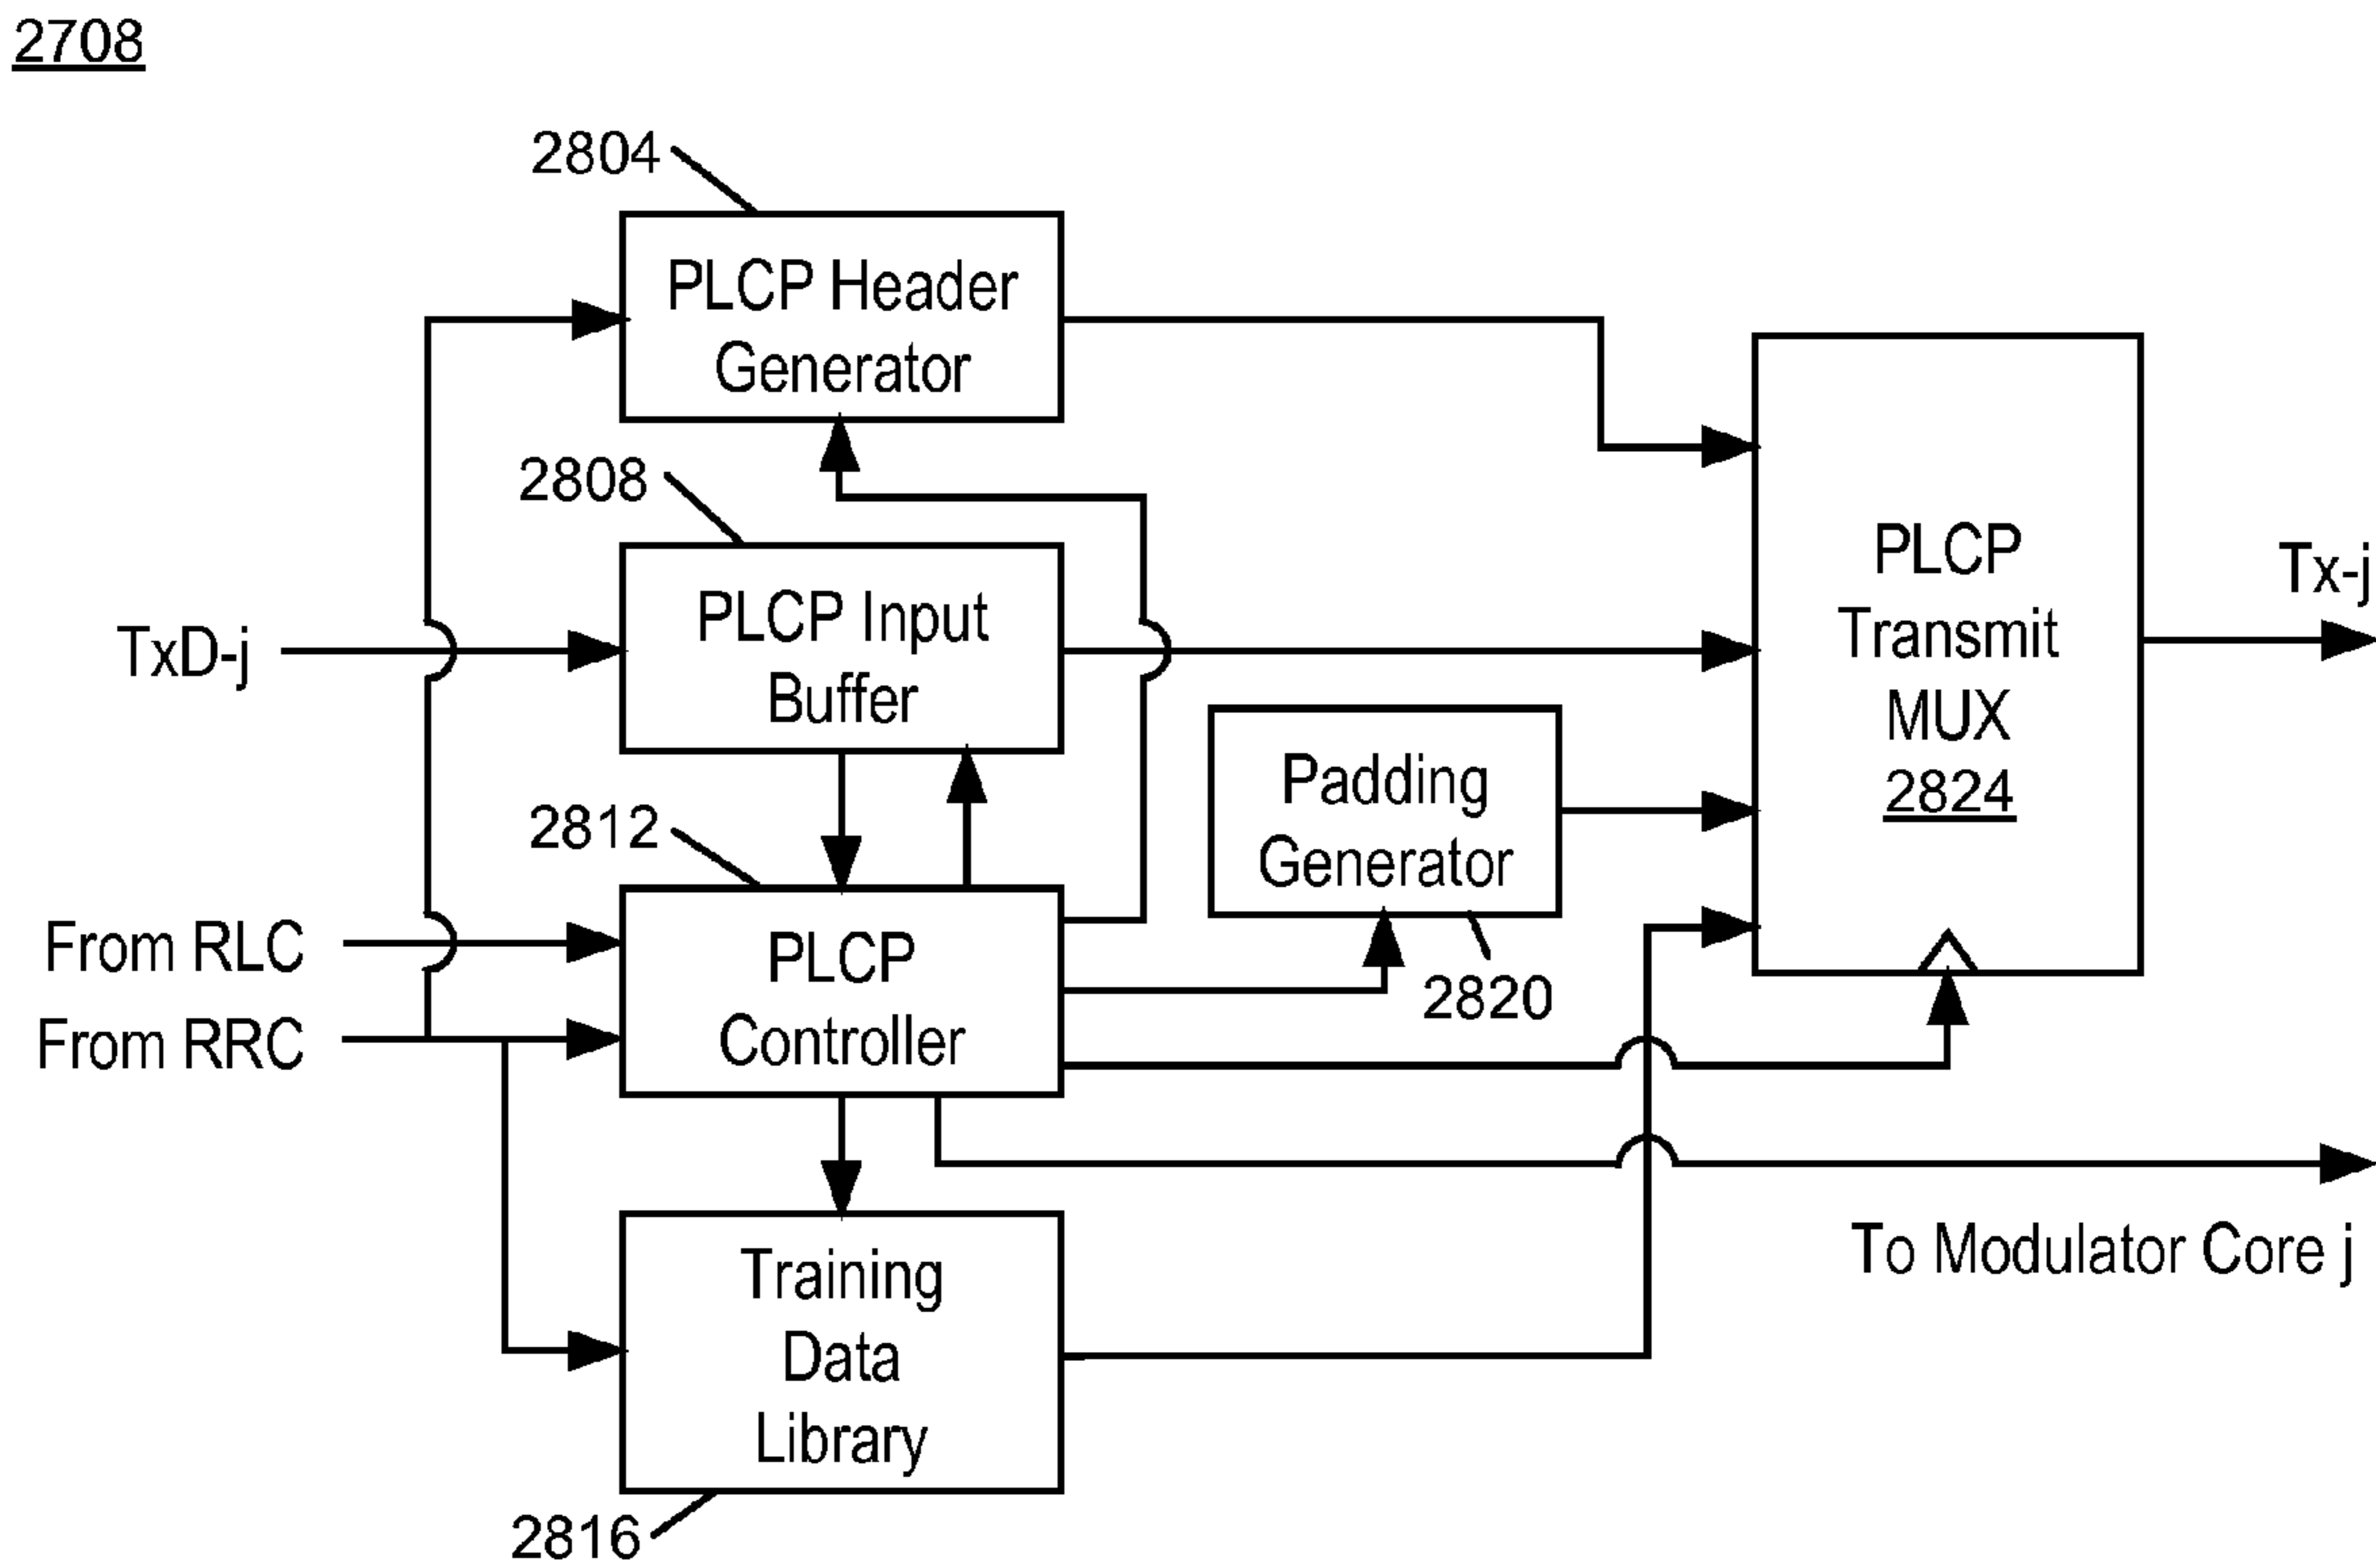 2708
2804
PLCP Header
Generator
2808
TxD-j
PLCP Input
Buffer
PLCP
Transmit
MUX
2824
Tx-j
Padding
Generator
2820
2812
From RLC
From RRC
PLCP
Controller
To Modulator Core j
Training
Data
Library
2816